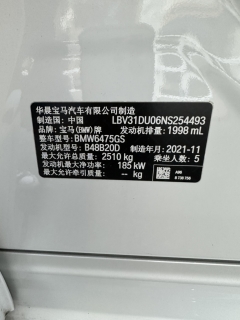 华晨宝马汽车有限公司制造
制造国: 中国 LBV31DU06NS254493
品牌: 宝马(BMW)牌 发动机排量: 1998 mL
整车型号: BMW6475GS
发动机型号: B48B20D 制造年月: 2021-11
最大允许总质量: 2510 kg 乘坐人数: 5
发动机最大净功率: 185 kW
最大允许牵引质量: -- kg